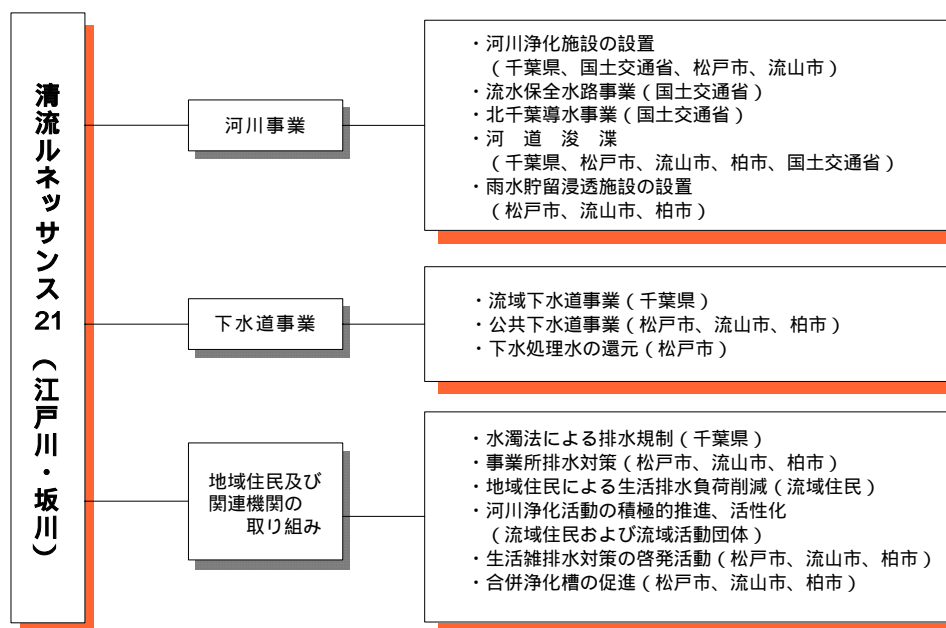 清流ルネッサンス21（江戸川・坂川）
河川事業
・河川浄化施設の設置
（千葉県、国土交通省、松戸市、流山市）
・流水保全水路事業（国土交通省）
・北千葉導水事業（国土交通省）
・河　道　浚　渫
（千葉県、松戸市、流山市、柏市、国土交通省）
・雨水貯留浸透施設の設置
（松戸市、流山市、柏市）
下水道事業
・流域下水道事業（千葉県）
・公共下水道事業（松戸市、流山市、柏市）
・下水処理水の還元（松戸市）
地域住民及び
関連機関の
取り組み
・水濁法による排水規制（千葉県）
・事業所排水対策（松戸市、流山市、柏市）
・地域住民による生活排水負荷削減（流域住民）
・河川浄化活動の積極的推進、活性化
（流域住民および流域活動団体）
・生活雑排水対策の啓発活動（松戸市、流山市、柏市）
・合併浄化槽の促進（松戸市、流山市、柏市）